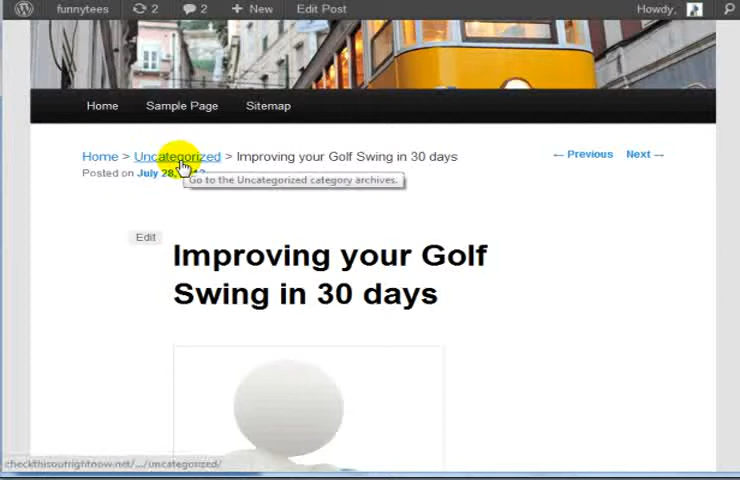 funnytees 2 2 + New Edit Post Howdy,
Home Sample Page Sitemap
Home > Uncategorized > Improving your Golf Swing in 30 days ← Previous Next →
Posted on July 28,
Go to the Uncategorized category archives.
Edit
Improving your Golf
Swing in 30 days
checkthisoutrightnow.net/.../uncategorized/